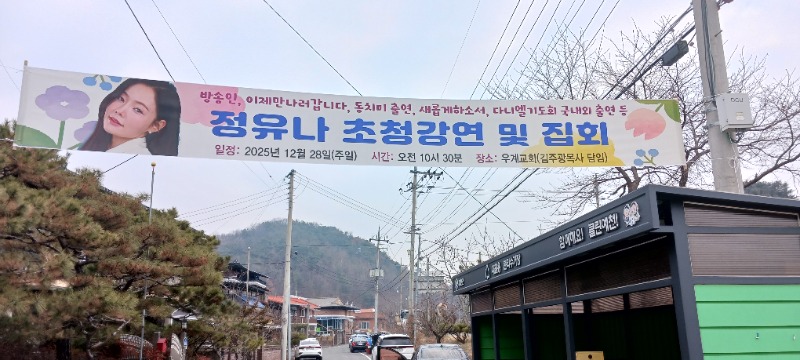 방송인, 이제만나러갑니다, 동치미 출연, 새롭게하소서, 다니엘기도회 국내외 출연 등
정유나 초청강연 및 집회
일정: 2025년 12월 28일(주일) 시간: 오전 10시 30분 장소: 우계교회(김주광목사 담임)
함께해요! 클린예천!